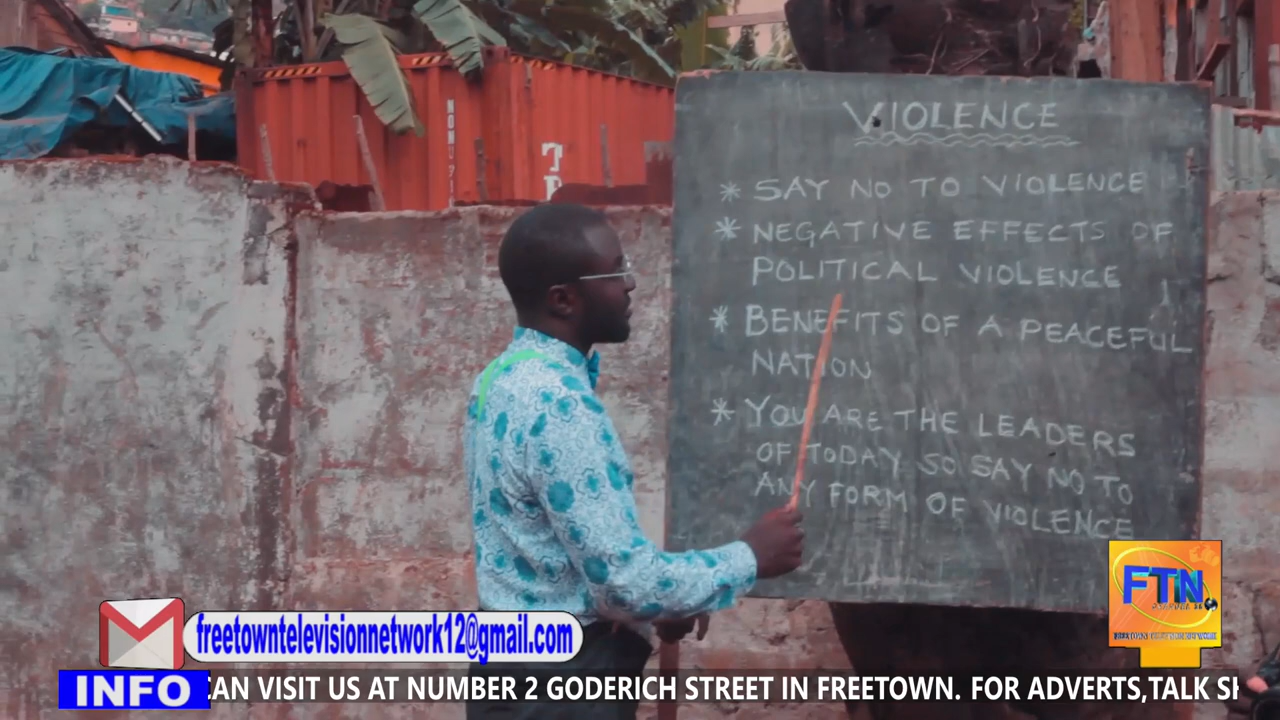 VIOLENCE
* SAY NO TO VIOLENCE
* NEGATIVE EFFECTS OF
POLITICAL VIOLENCE
* BENEFITS OF A PEACEFUL
NATION
* YOU ARE THE LEADERS
OF TODAY SO SAY NO TO
ANY FORM OF VIOLENCE
FTN
freetowntelevisionnetwork12@gmail.com
INFO
EAN VISIT US AT NUMBER 2 GODERICH STREET IN FREETOWN. FOR ADVERTS,TALK SH